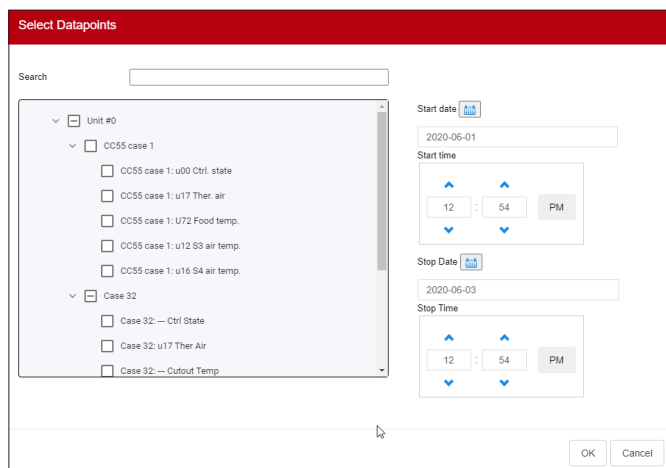 Select Datapoints
Search
Unit #0
CC55 case 1
CC55 case 1: u00 Ctrl. state
CC55 case 1: u17 Ther. air
CC55 case 1: U72 Food temp.
CC55 case 1: u12 S3 air temp.
CC55 case 1: u16 S4 air temp.
Case 32
Case 32: --- Ctrl State
Case 32: u17 Ther Air
Case 32: --- Cutout Temp
Start date
2020-06-01
Start time
12 : 54 PM
Stop Date
2020-06-03
Stop Time
12 : 54 PM
OK Cancel